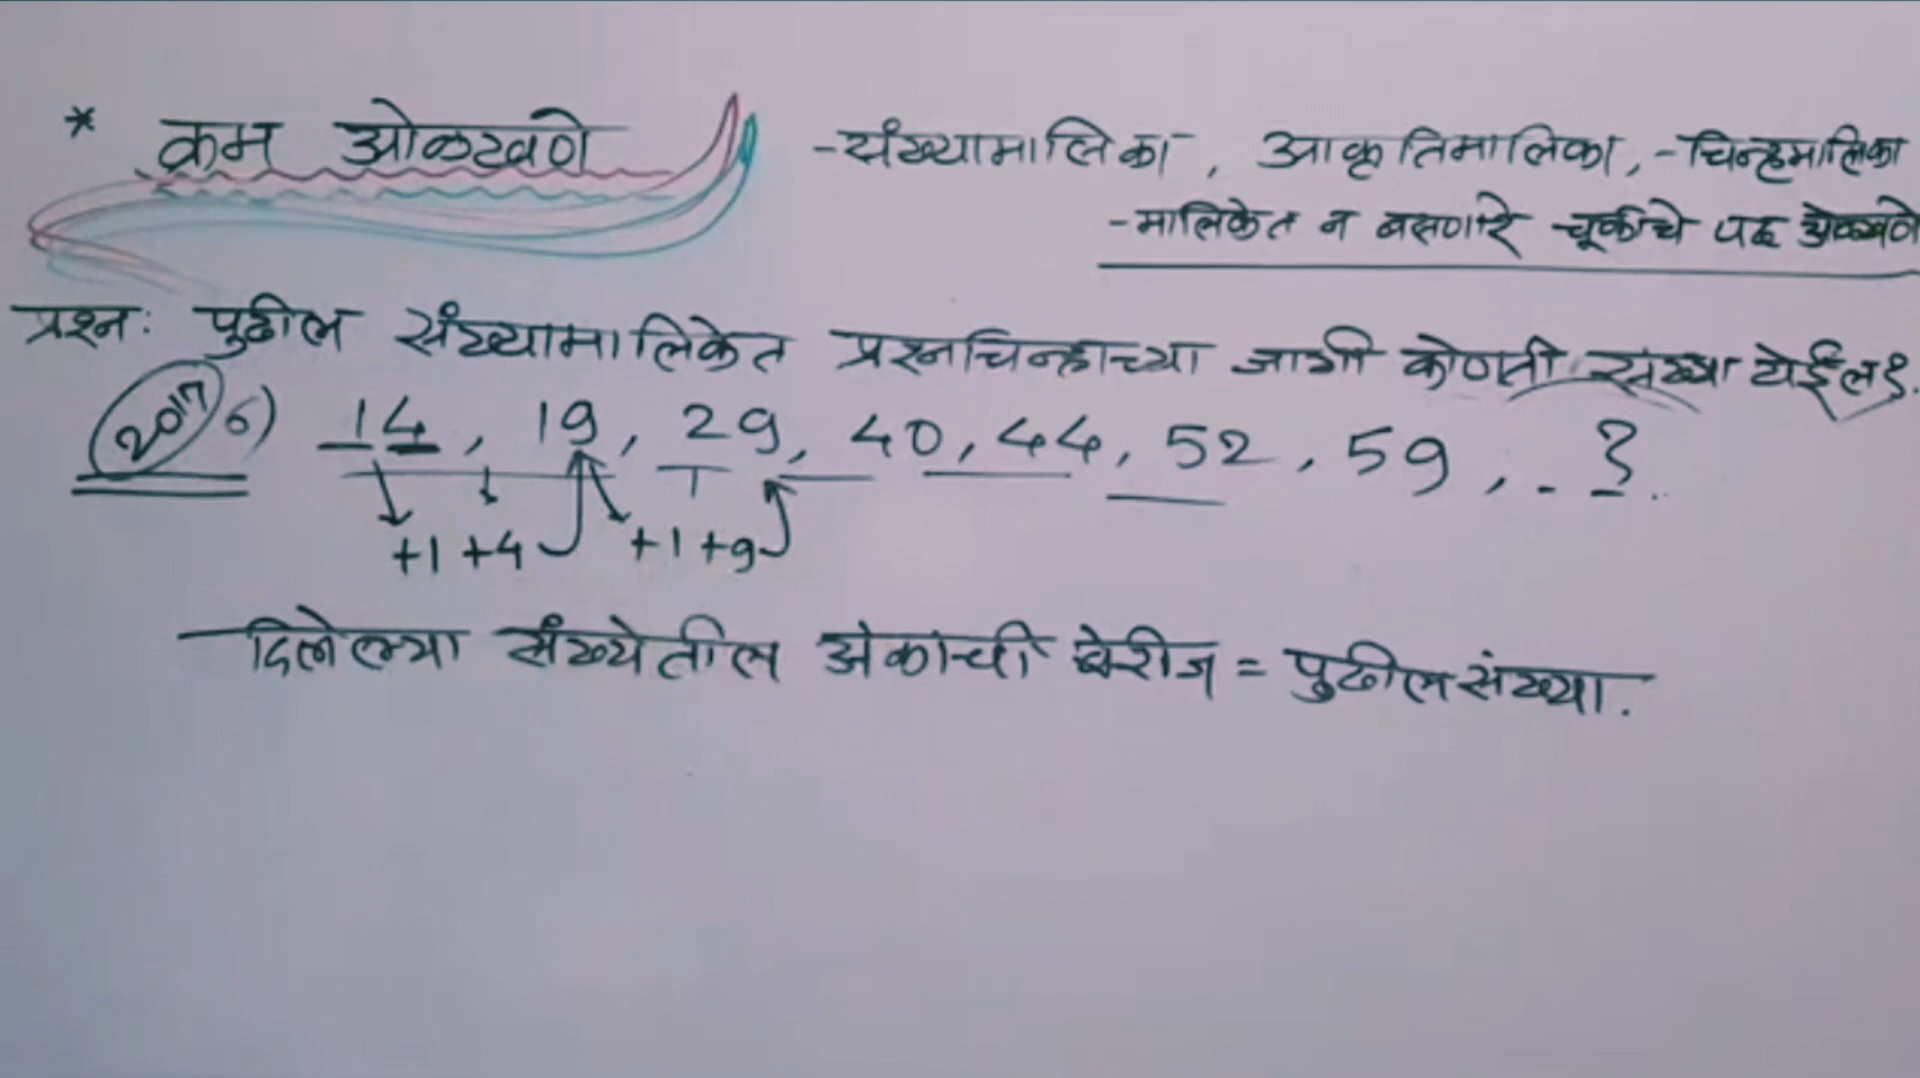 * क्रम ओळखणे
-संख्यामालिका, आकृतिमालिका, -चिन्हमालिका
-मालिकेत न बसणारे चूकीचे पद ओळखणे
प्रश्न: पुढील संख्यामालिकेत प्रश्नचिन्हाच्या जागी कोणती संख्या येईल?
2017 6) 14, 19, 29, 40, 44, 52, 59, - ?
+1 +4 +1 +9
दिलेल्या संख्येतील अंकांची बेरीज = पुढील संख्या.